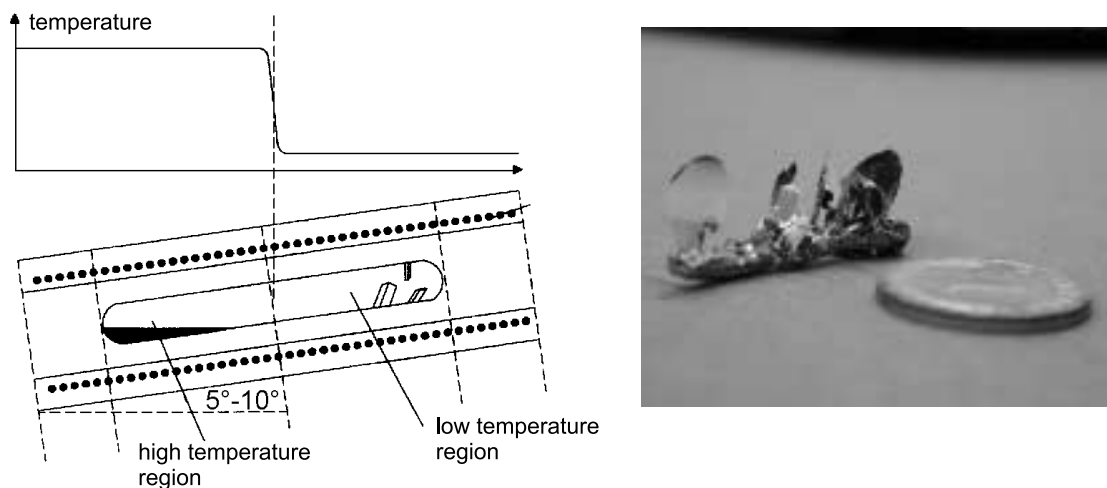 temperature
5°-10°
low temperature
region
high temperature
region